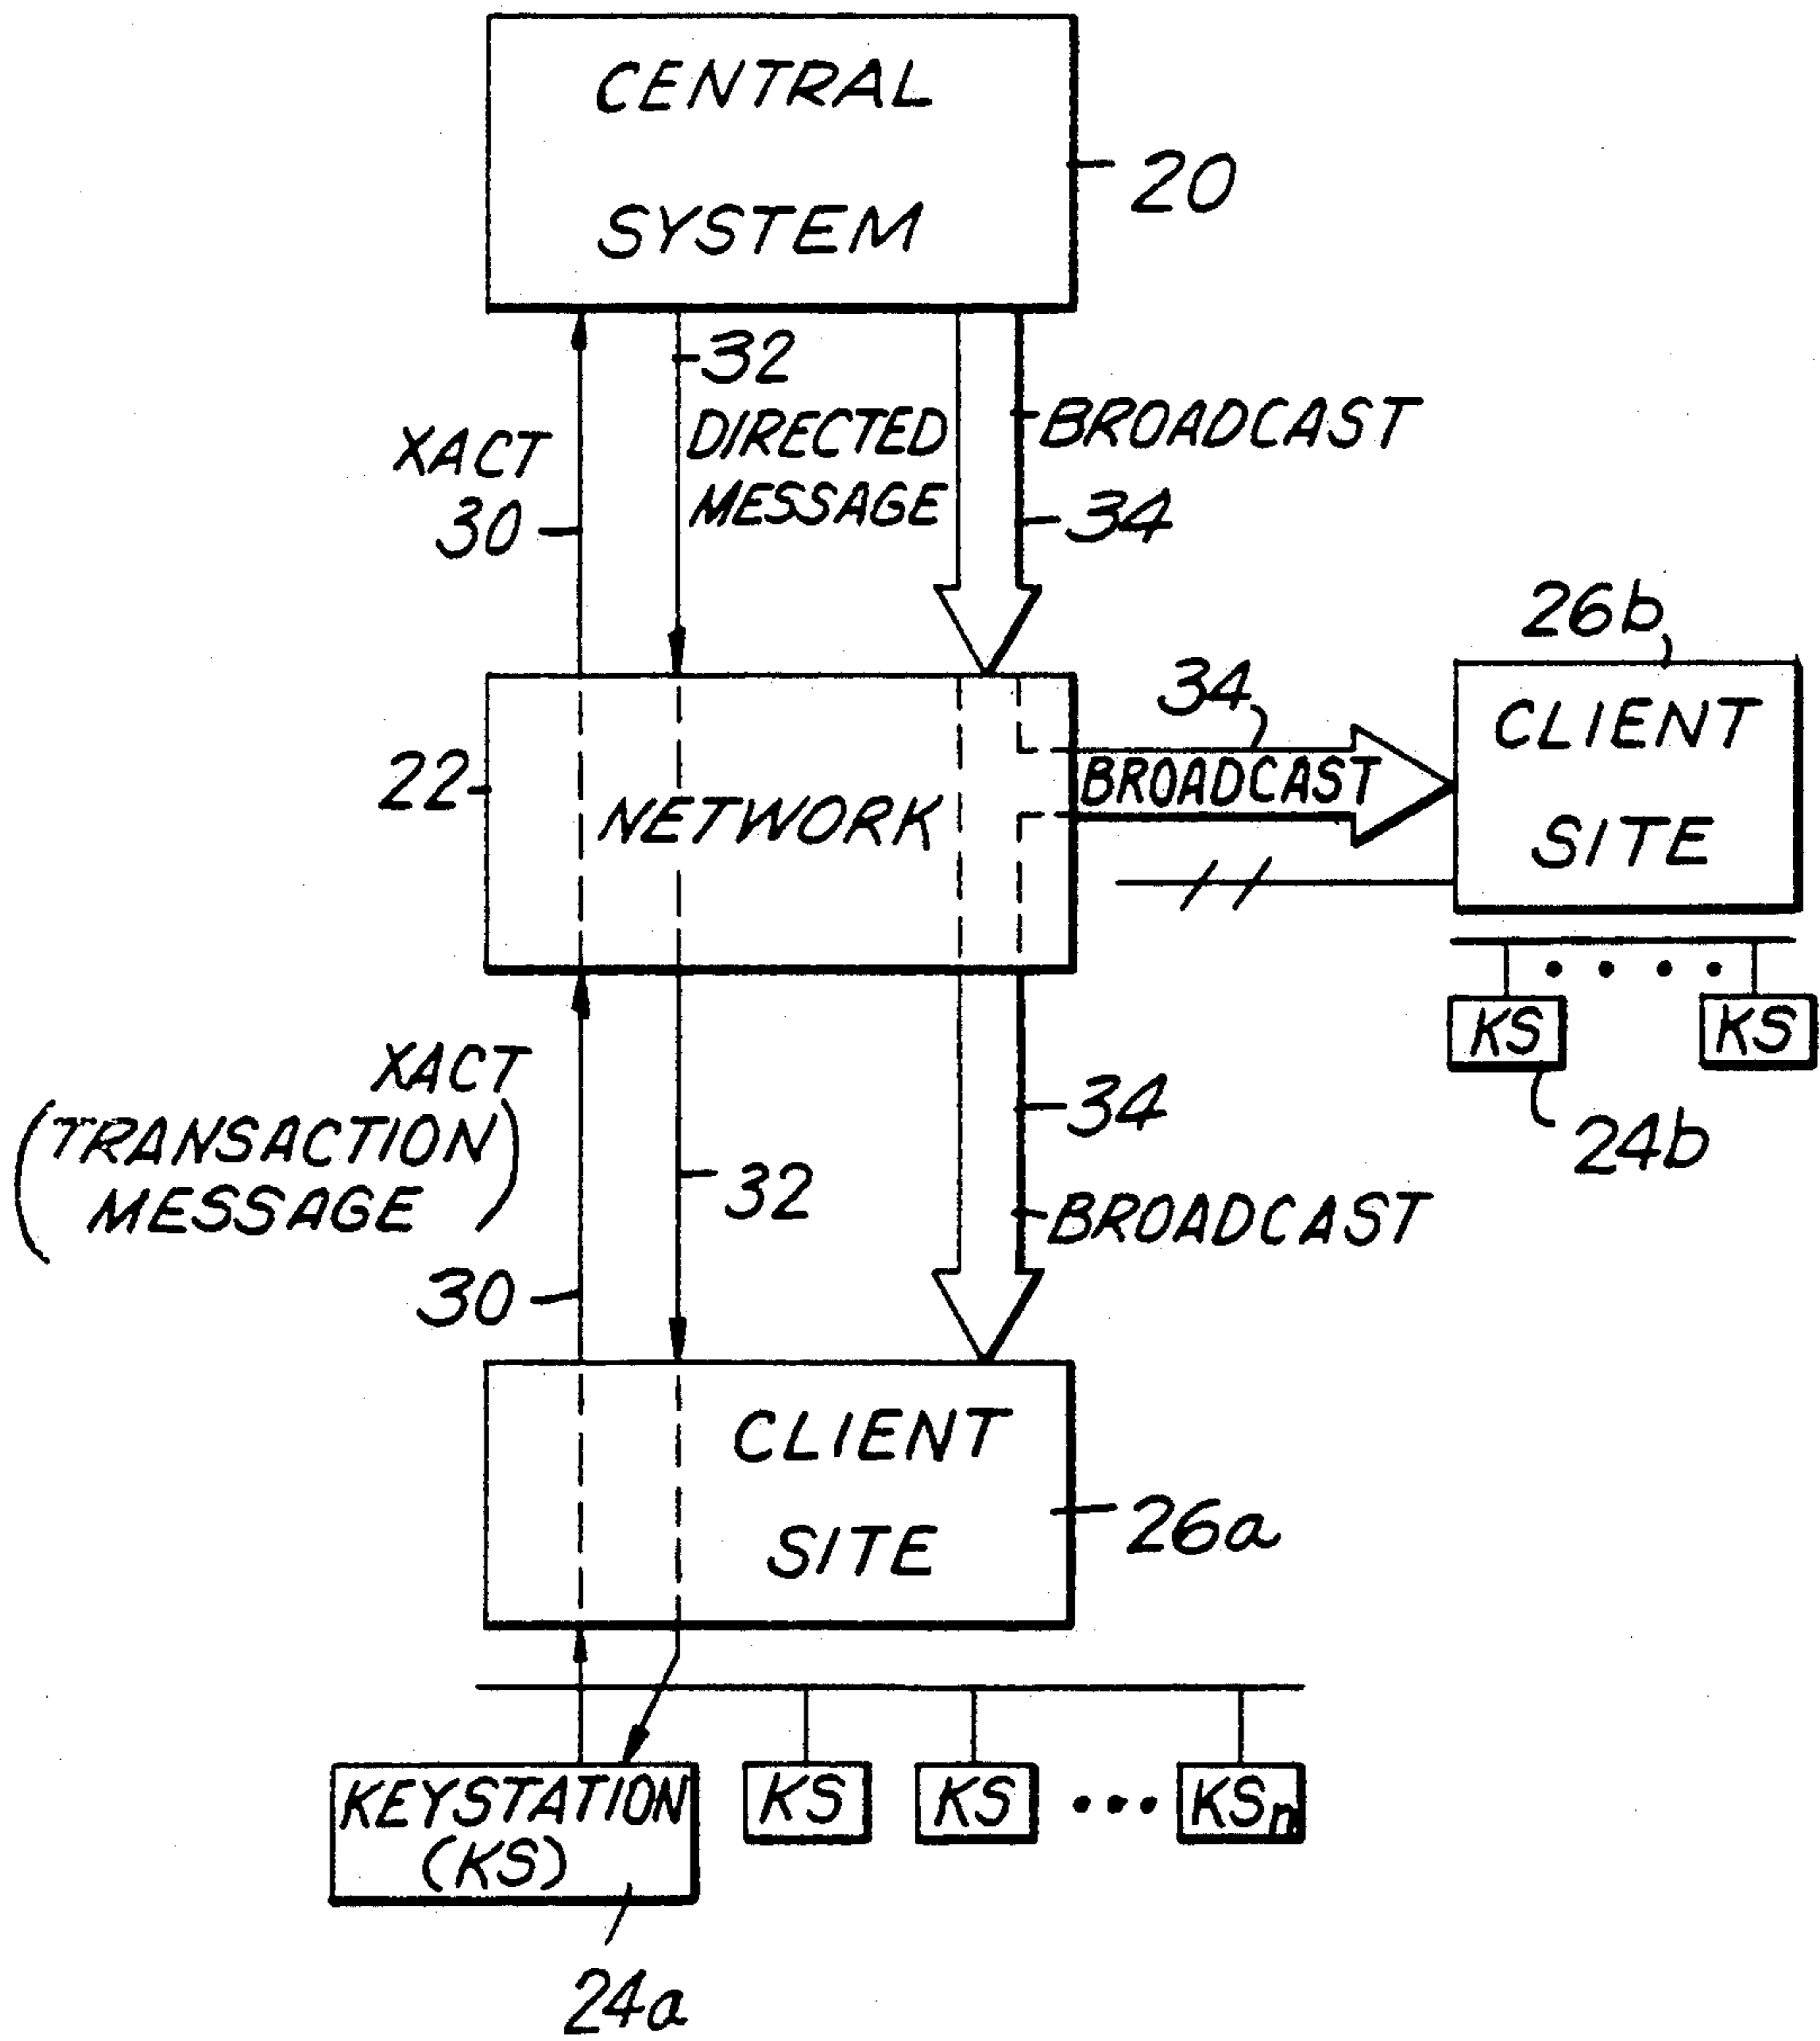 CENTRAL
SYSTEM
20
32
DIRECTED
MESSAGE
XACT
30
BROADCAST
34
26b
CLIENT
SITE
34
BROADCAST
22
NETWORK
KS
KS
24b
XACT
(TRANSACTION
MESSAGE)
30
32
34
BROADCAST
CLIENT
SITE
26a
KEYSTATION
(KS)
KS
KS
•••
KSn
24a